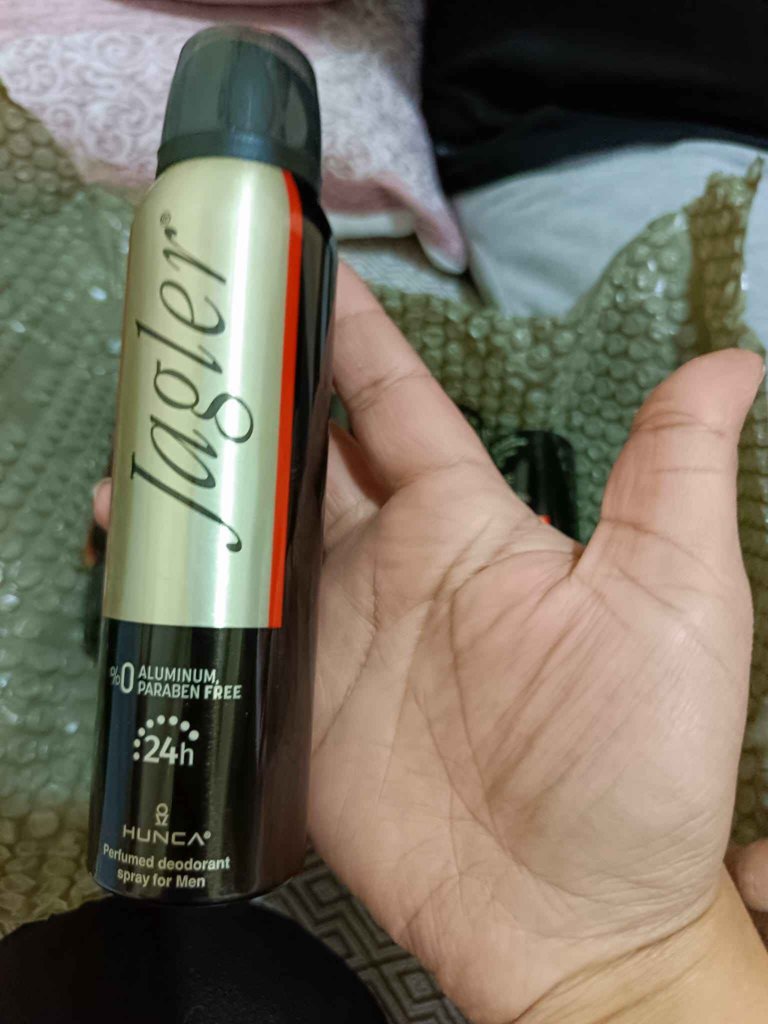 Jagler®
%0 ALUMINUM,
PARABEN FREE
24h
HUNCA®
Perfumed deodorant
spray for Men